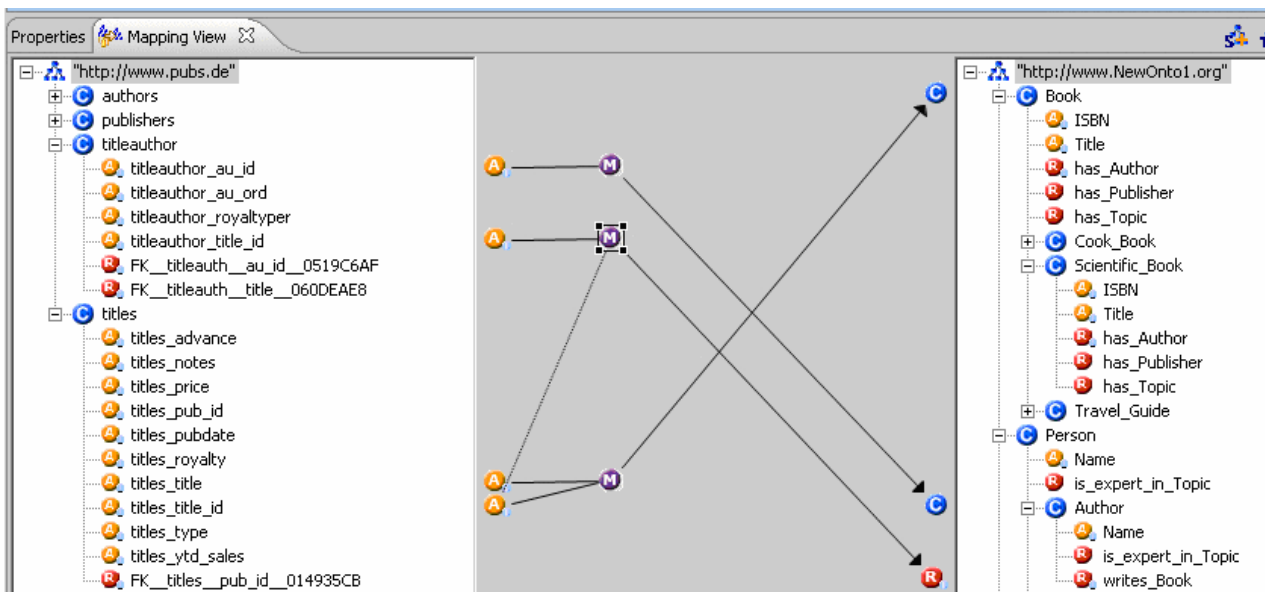 Properties Mapping View
"http://www.pubs.de"
authors
publishers
titleauthor
titleauthor_au_id
titleauthor_au_ord
titleauthor_royaltyper
titleauthor_title_id
FK__titleauth__au_id__0519C6AF
FK__titleauth__title__060DEAE8
titles
titles_advance
titles_notes
titles_price
titles_pub_id
titles_pubdate
titles_royalty
titles_title
titles_title_id
titles_type
titles_ytd_sales
FK__titles__pub_id__014935CB
A M
A M
A M
A
C
C
R
"http://www.NewOnto1.org"
Book
ISBN
Title
has_Author
has_Publisher
has_Topic
Cook_Book
Scientific_Book
ISBN
Title
has_Author
has_Publisher
has_Topic
Travel_Guide
Person
Name
is_expert_in_Topic
Author
Name
is_expert_in_Topic
writes_Book